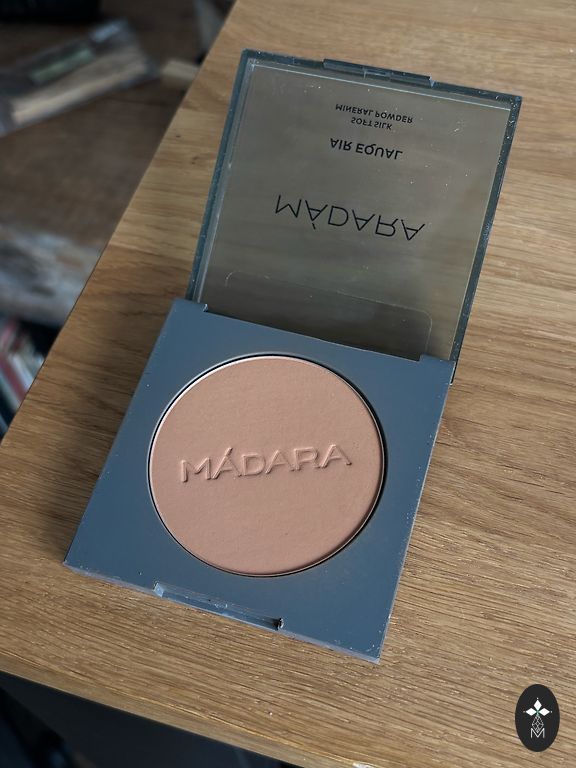 MINERAL POWDER
SOFT SILK
AIR EQUAL
MÁDARA
MÁDARA
M